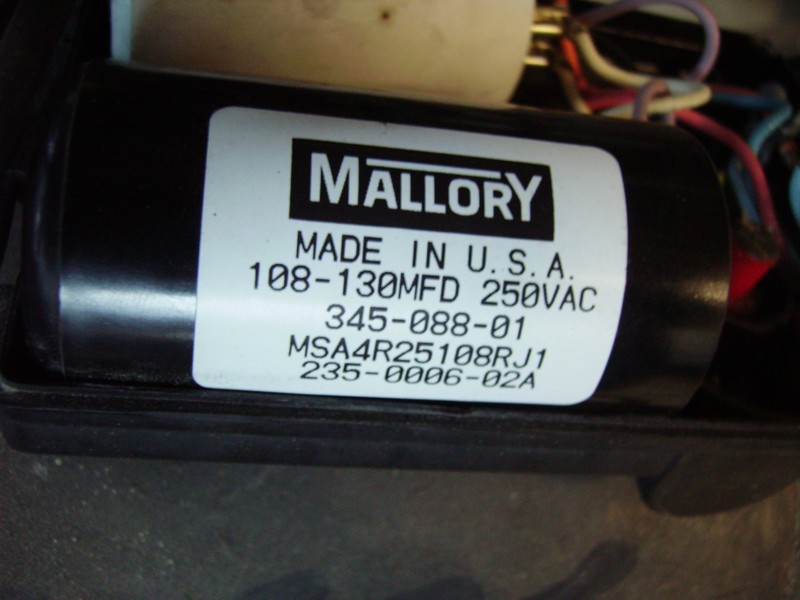 MALLORY
MADE IN U.S.A.
108-130MFD 250VAC
345-088-01
MSA4R25108RJ1
235-0006-02A